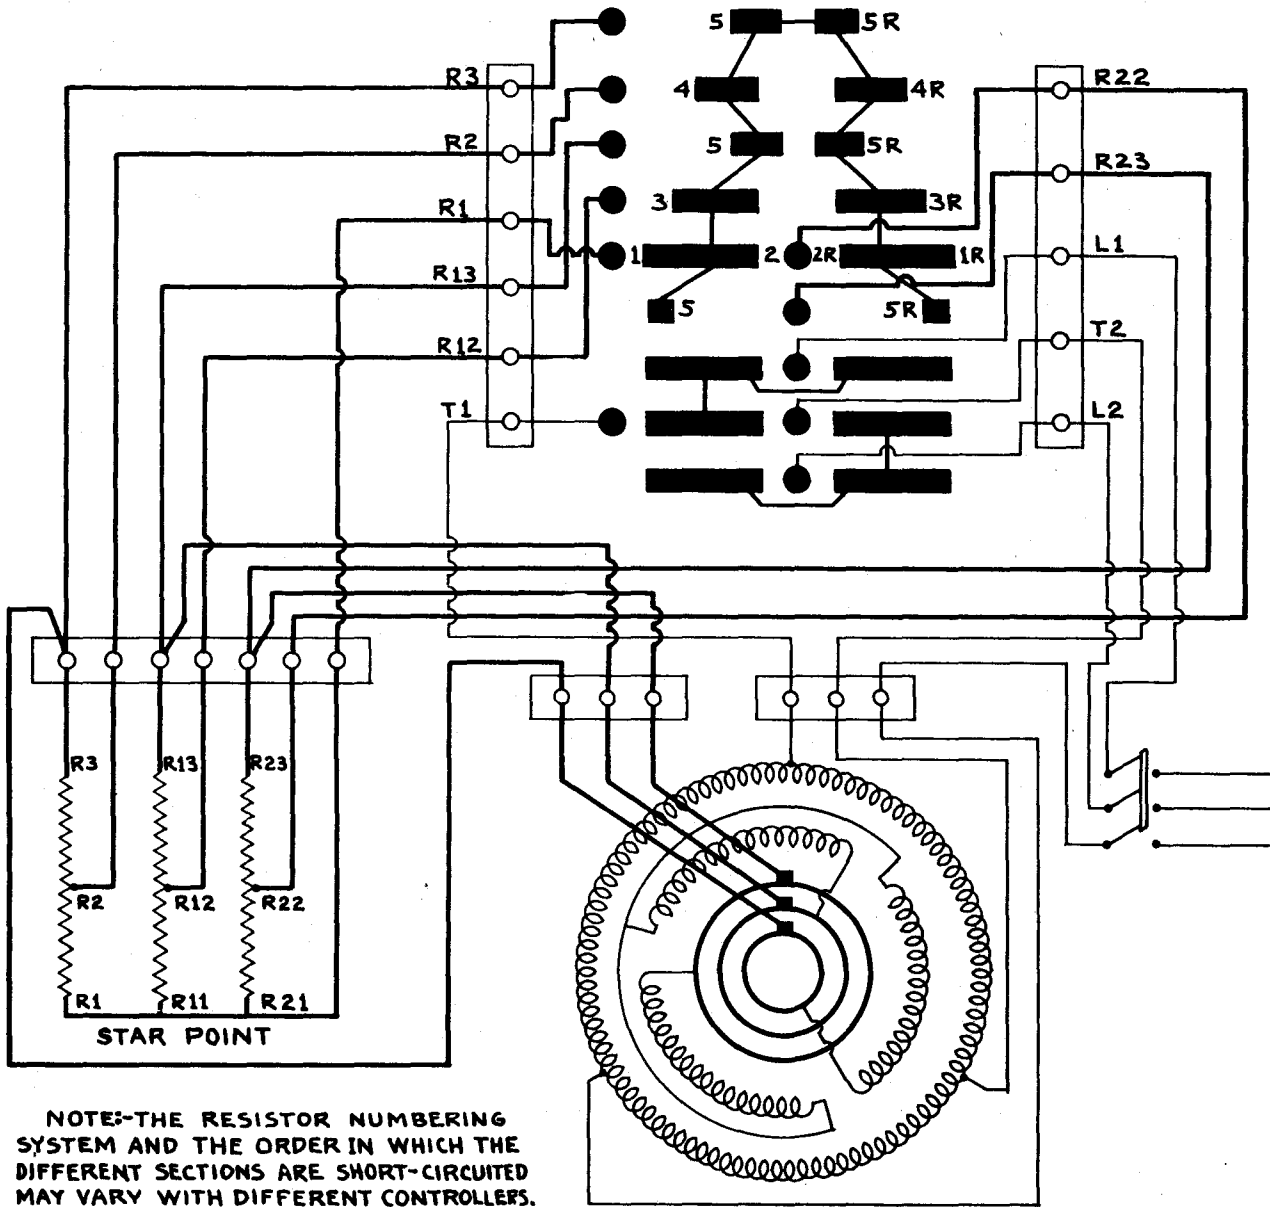 5 5R
R3
4 4R R22
R2 5 5R
R23
R1 3 3R
1 2 2R 1R L1
R13
5 5R
T2
R12
T1 L2
R3 R13 R23
R2 R12 R22
R1 R11 R21
STAR POINT
NOTE:-THE RESISTOR NUMBERING
SYSTEM AND THE ORDER IN WHICH THE
DIFFERENT SECTIONS ARE SHORT-CIRCUITED
MAY VARY WITH DIFFERENT CONTROLLERS.